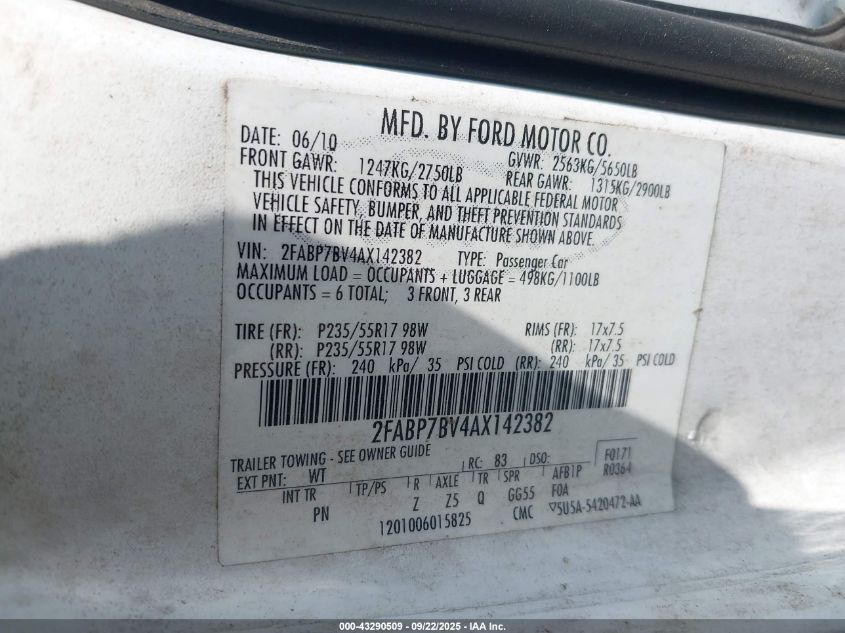 MFD. BY FORD MOTOR CO.
DATE: 06/10 GVWR: 2563KG/5650LB
FRONT GAWR: 1247KG/2750LB REAR GAWR: 1315KG/2900LB
THIS VEHICLE CONFORMS TO ALL APPLICABLE FEDERAL MOTOR
VEHICLE SAFETY, BUMPER, AND THEFT PREVENTION STANDARDS
IN EFFECT ON THE DATE OF MANUFACTURE SHOWN ABOVE.
VIN: 2FABP7BV4AX142382 TYPE: Passenger Car
MAXIMUM LOAD = OCCUPANTS + LUGGAGE = 498KG/1100LB
OCCUPANTS = 6 TOTAL; 3 FRONT, 3 REAR
TIRE (FR): P235/55R17 98W RIMS (FR): 17x7.5
(RR): P235/55R17 98W (RR): 17x7.5
PRESSURE (FR): 240 kPa/ 35 PSI COLD (RR): 240 kPa/ 35 PSI COLD
2FABP7BV4AX142382
TRAILER TOWING - SEE OWNER GUIDE
EXT PNT: WT RC: 83 DSO: F0171
R0364
INT TR TP/PS R AXLE TR SPR AFB1P
PN Z Z5 Q GG55 FOA
1201006015825 CMC ▽5U5A-5420472-AA
000-43290509 - 09/22/2025 - IAA Inc.